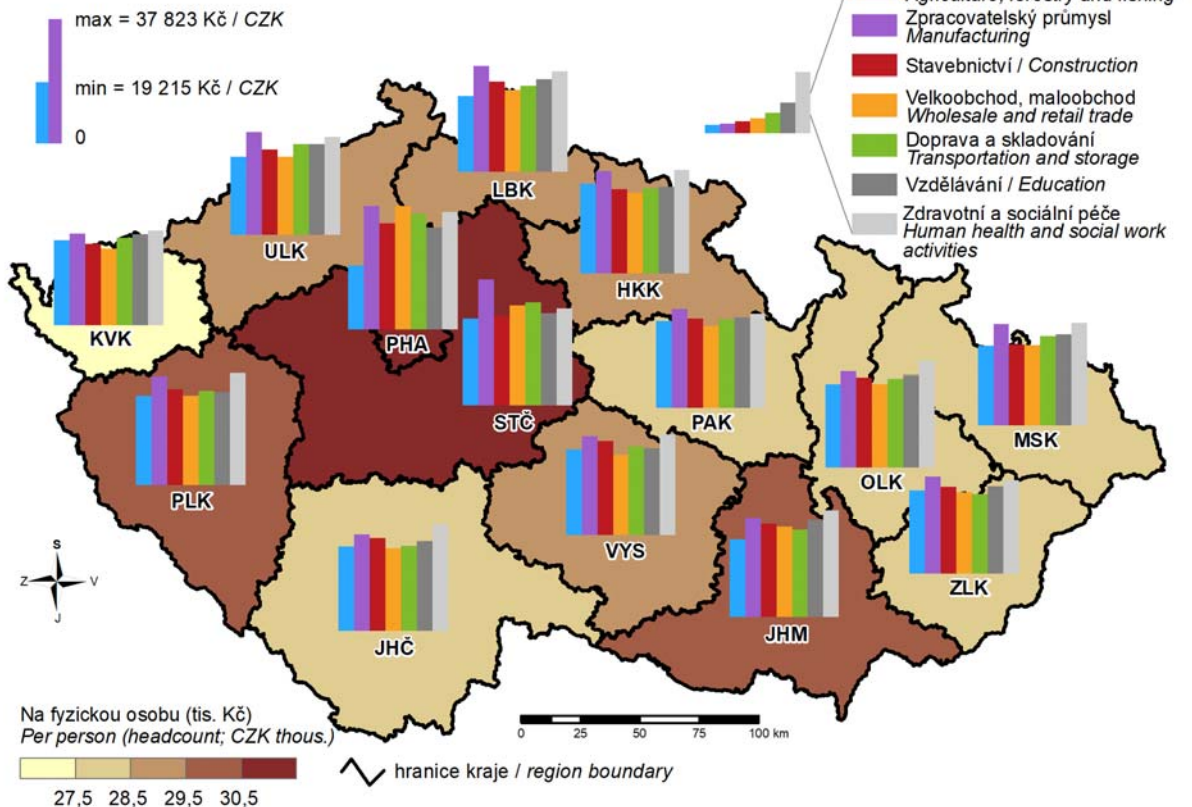 max = 37 823 Kč / CZK
min = 19 215 Kč / CZK
0
Agriculture, forestry and fishing
Zpracovatelský průmysl
Manufacturing
Stavebnictví / Construction
Velkoobchod, maloobchod
Wholesale and retail trade
Doprava a skladování
Transportation and storage
Vzdělávání / Education
Zdravotní a sociální péče
Human health and social work
activities
LBK
ULK
HKK
KVK
PHA
STČ
PAK
MSK
OLK
PLK
VYS
ZLK
JHM
JHČ
S
Z V
J
Na fyzickou osobu (tis. Kč)
Per person (headcount; CZK thous.)
27,5 28,5 29,5 30,5
hranice kraje / region boundary
0 25 50 75 100 km